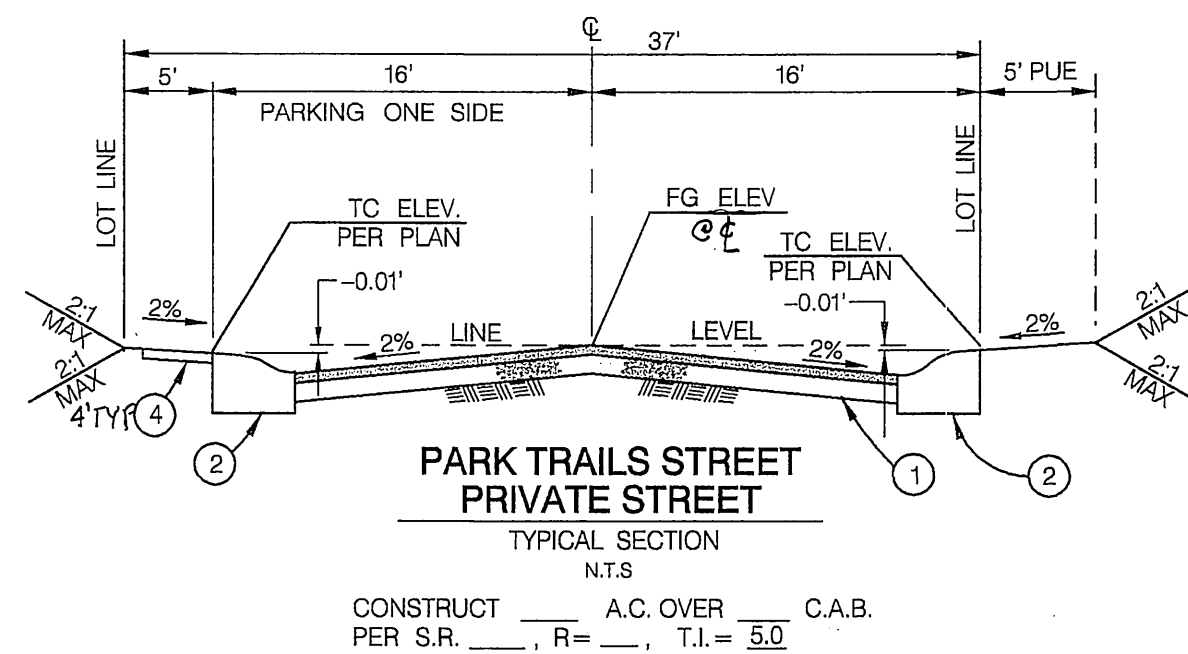 ℄
37'
5'
16'
16'
5' PUE
PARKING ONE SIDE
LOT LINE
LOT LINE
TC ELEV.
PER PLAN
FG ELEV
@ ℄
TC ELEV.
PER PLAN
-0.01'
-0.01'
2:1
MAX
2%
LINE
LEVEL
2%
2%
2%
2:1
MAX
2:1
MAX
2:1
MAX
4' TYP
4
2
1
2
PARK TRAILS STREET
PRIVATE STREET
TYPICAL SECTION
N.T.S
CONSTRUCT ____ A.C. OVER ____ C.A.B.
PER S.R. ____, R= ___, T.I.= 5.0